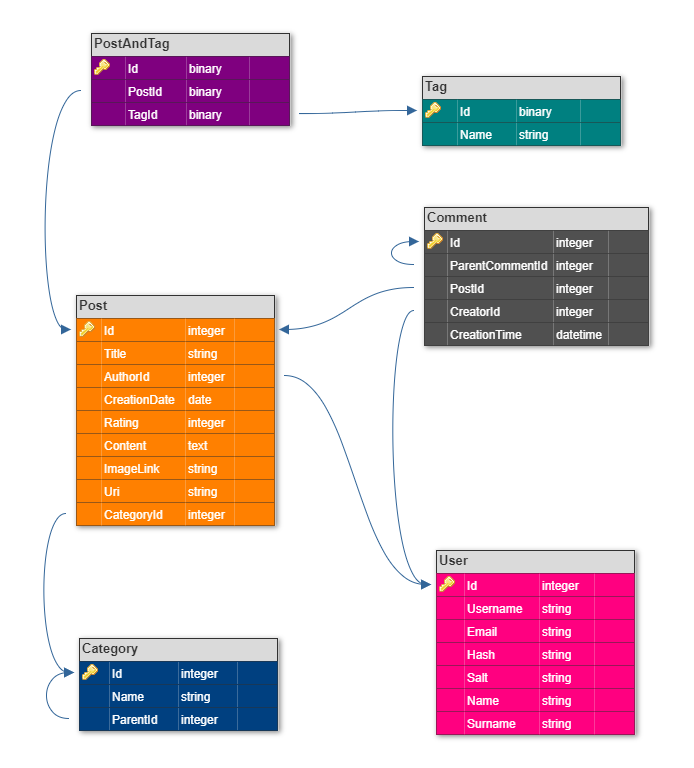 PostAndTag
Id binary
PostId binary
TagId binary
Tag
Id binary
Name string
Comment
Id integer
ParentCommentId integer
PostId integer
CreatorId integer
CreationTime datetime
Post
Id integer
Title string
AuthorId integer
CreationDate date
Rating integer
Content text
ImageLink string
Uri string
CategoryId integer
User
Id integer
Username string
Email string
Hash string
Salt string
Name string
Surname string
Category
Id integer
Name string
ParentId integer